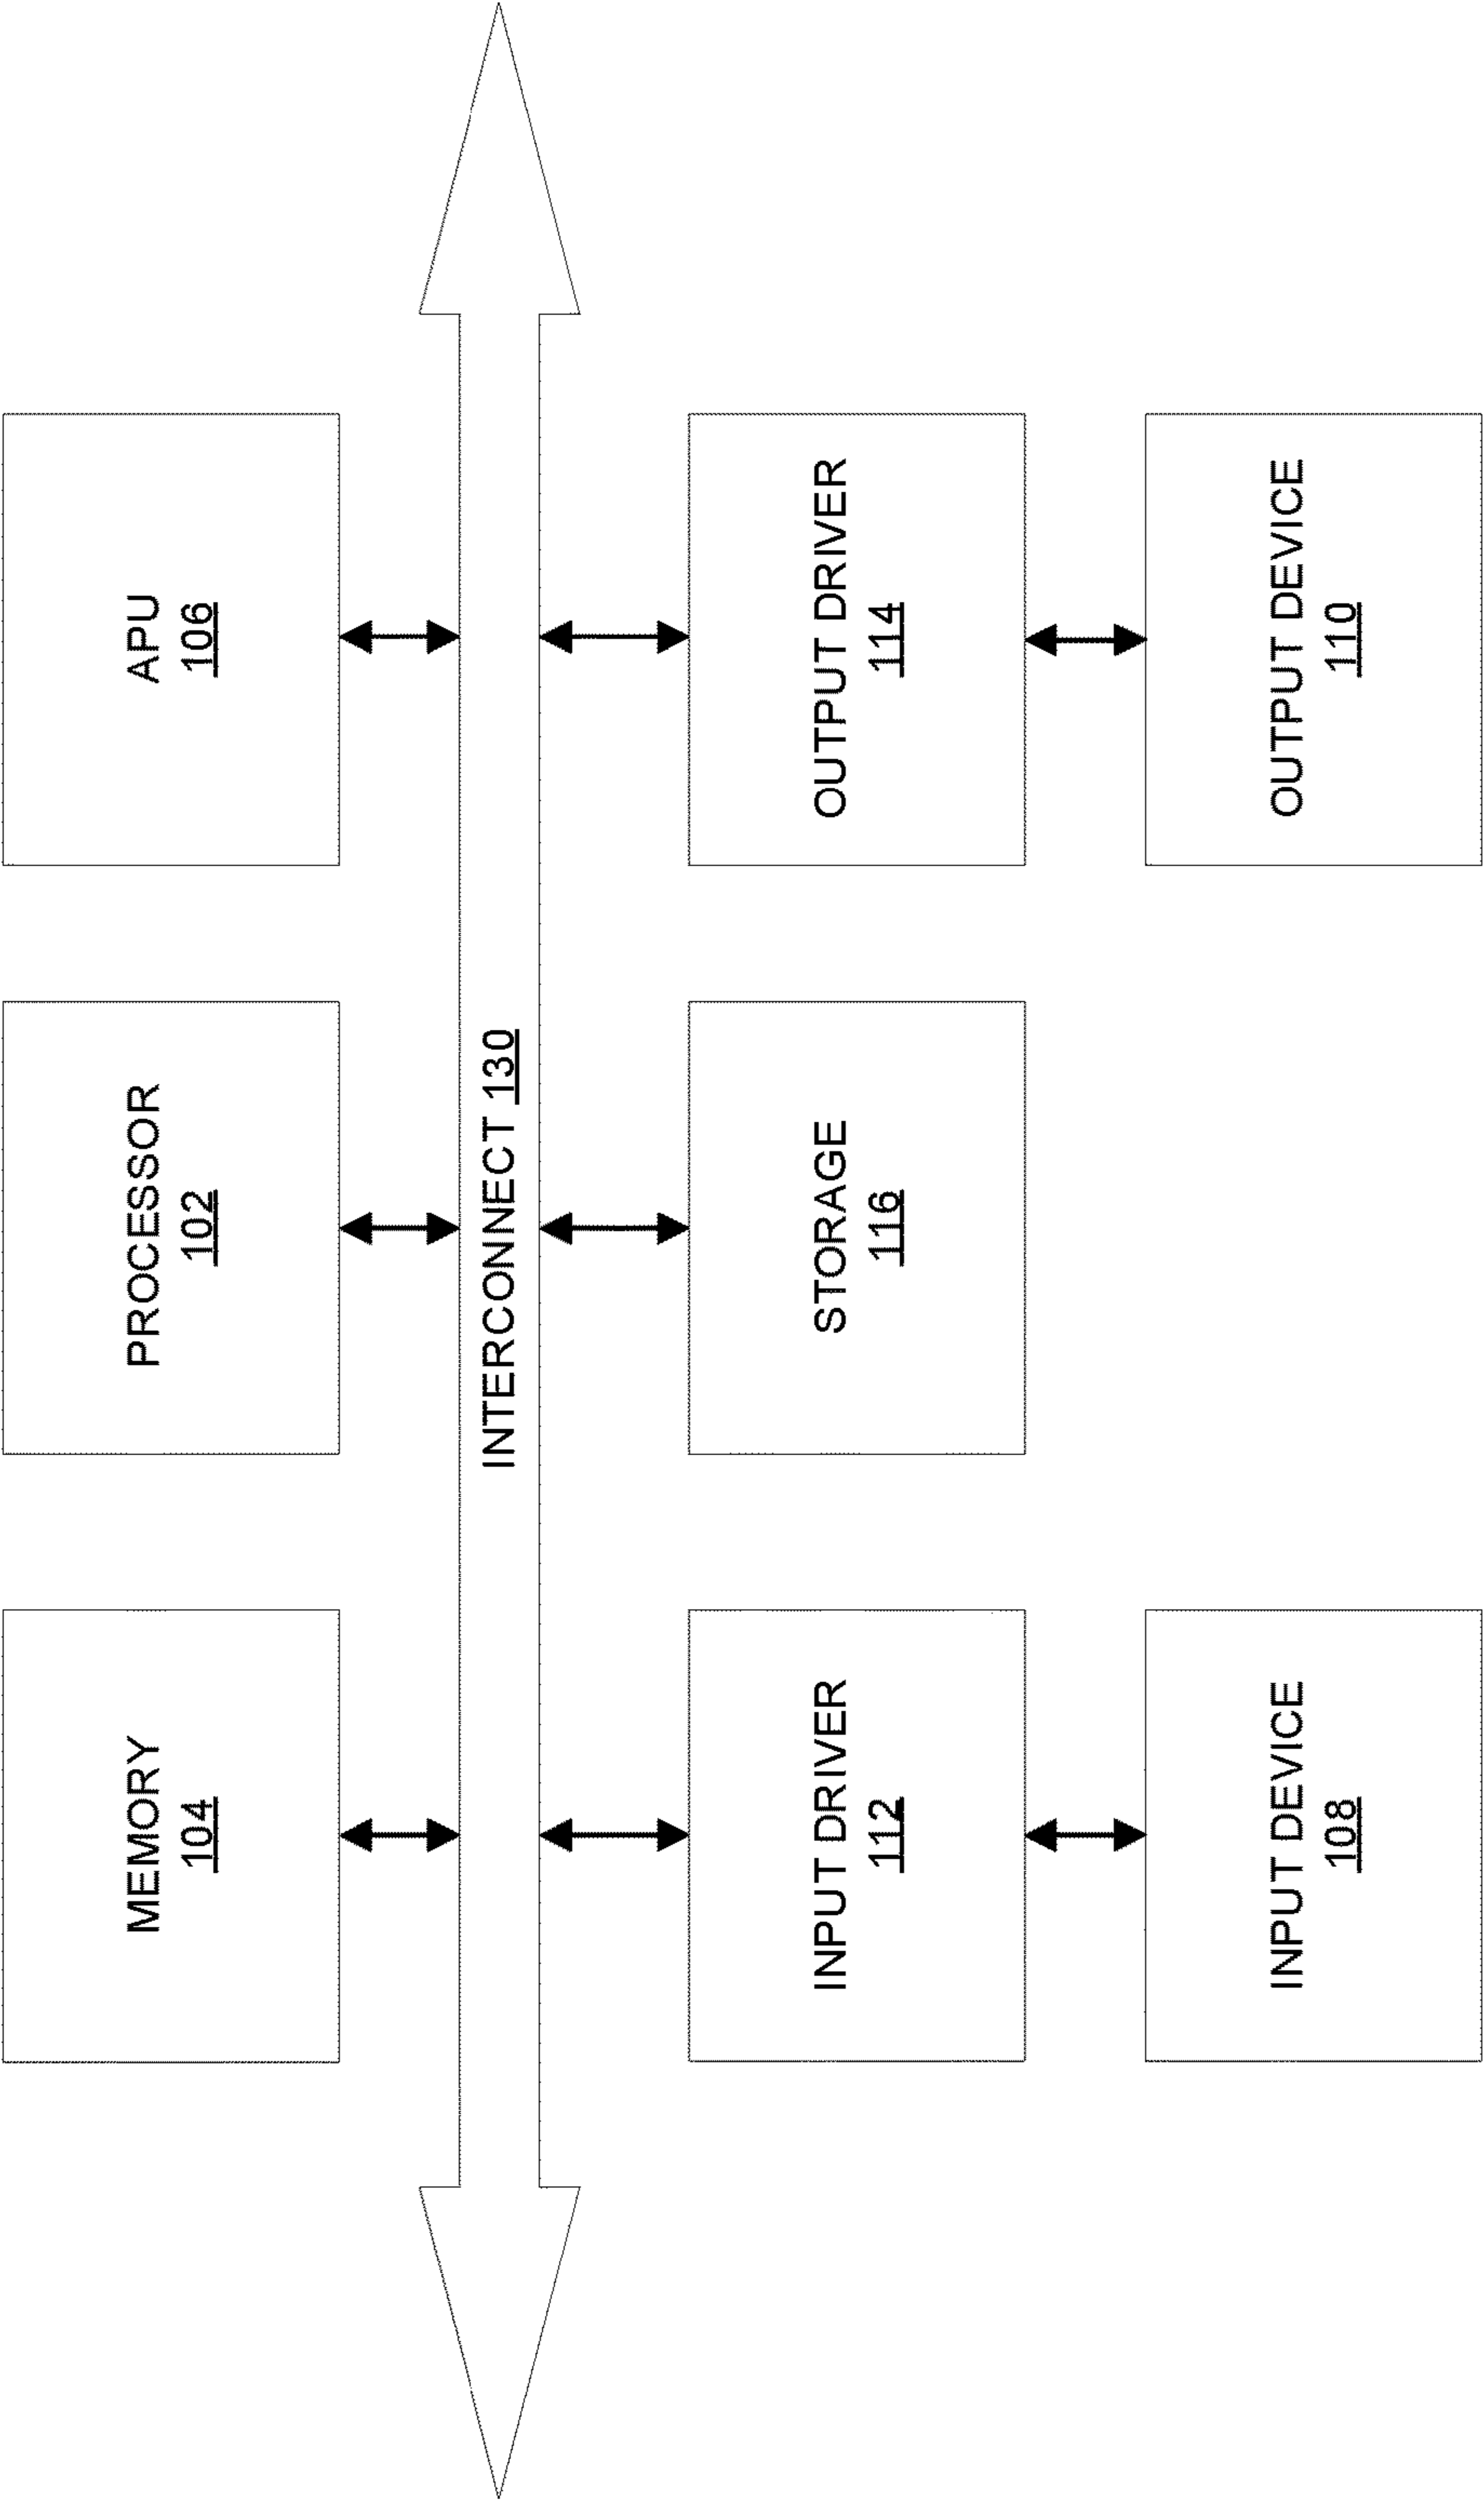 MEMORY
104
PROCESSOR
102
APU
106
INTERCONNECT 130
INPUT DRIVER
112
STORAGE
116
OUTPUT DRIVER
114
INPUT DEVICE
108
OUTPUT DEVICE
110